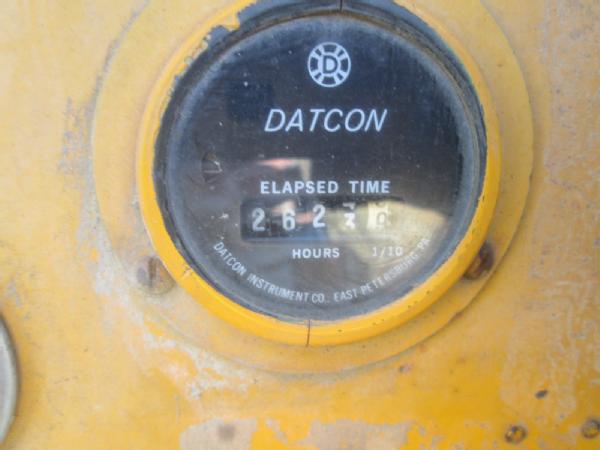 D
DATCON
ELAPSED TIME
262
HOURS 1/10
DATCON INSTRUMENT CO., EAST PETERSBURG, PA